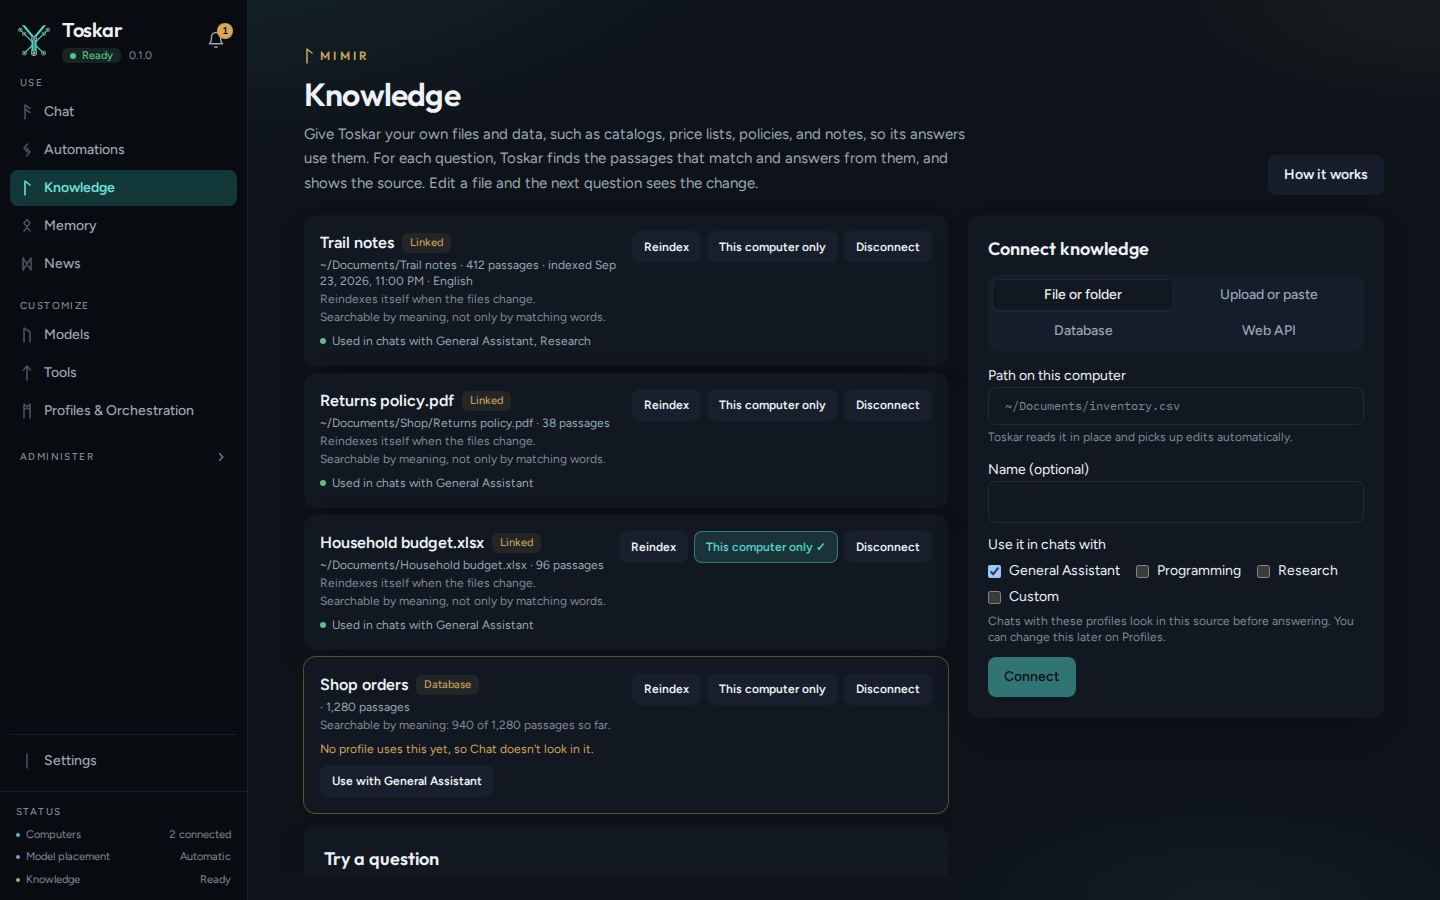 Toskar
1
Ready 0.1.0
USE
Chat
Automations
Knowledge
Memory
News
CUSTOMIZE
Models
Tools
Profiles & Orchestration
ADMINISTER
Settings
STATUS
Computers 2 connected
Model placement Automatic
Knowledge Ready
MIMIR
Knowledge
Give Toskar your own files and data, such as catalogs, price lists, policies, and notes, so its answers
use them. For each question, Toskar finds the passages that match and answers from them, and
shows the source. Edit a file and the next question sees the change.
How it works
Trail notes Linked
Reindex This computer only Disconnect
~/Documents/Trail notes · 412 passages · indexed Sep
23, 2026, 11:00 PM · English
Reindexes itself when the files change.
Searchable by meaning, not only by matching words.
Used in chats with General Assistant, Research
Returns policy.pdf Linked
Reindex This computer only Disconnect
~/Documents/Shop/Returns policy.pdf · 38 passages
Reindexes itself when the files change.
Searchable by meaning, not only by matching words.
Used in chats with General Assistant
Household budget.xlsx Linked
Reindex This computer only ✓ Disconnect
~/Documents/Household budget.xlsx · 96 passages
Reindexes itself when the files change.
Searchable by meaning, not only by matching words.
Used in chats with General Assistant
Shop orders Database
Reindex This computer only Disconnect
· 1,280 passages
Searchable by meaning: 940 of 1,280 passages so far.
No profile uses this yet, so Chat doesn't look in it.
Use with General Assistant
Try a question
Connect knowledge
File or folder Upload or paste
Database Web API
Path on this computer
~/Documents/inventory.csv
Toskar reads it in place and picks up edits automatically.
Name (optional)
Use it in chats with
General Assistant Programming Research
Custom
Chats with these profiles look in this source before answering. You
can change this later on Profiles.
Connect